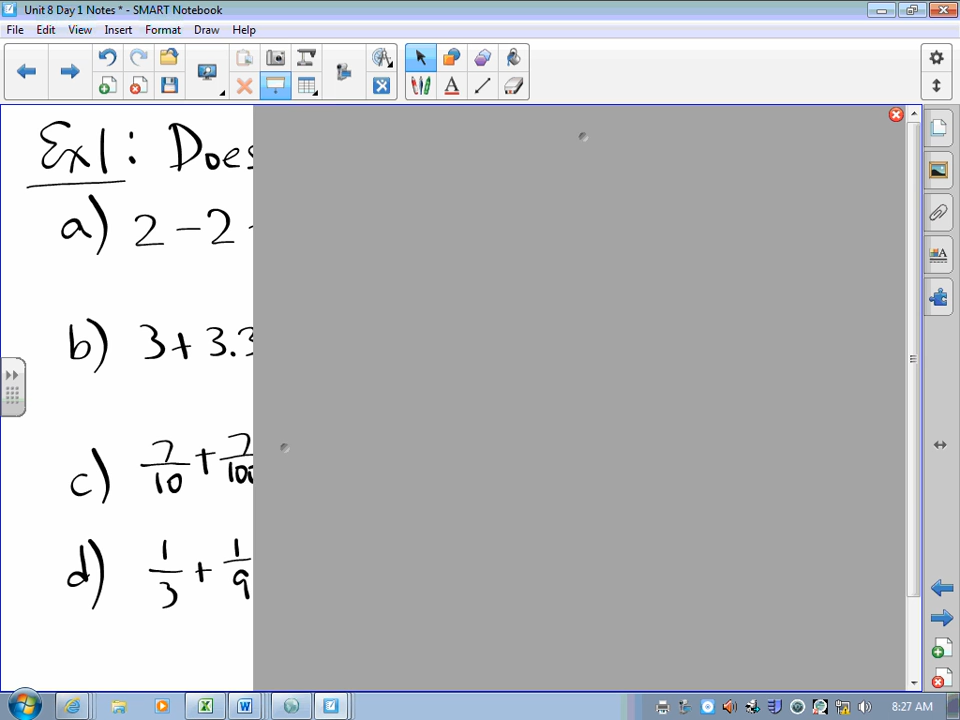 Unit 8 Day 1 Notes * - SMART Notebook
File Edit View Insert Format Draw Help
Ex1: Does
a) 2 - 2 -
b) 3 + 3.3
c) 7/10 + 7/100
d) 1/3 + 1/9
8:27 AM